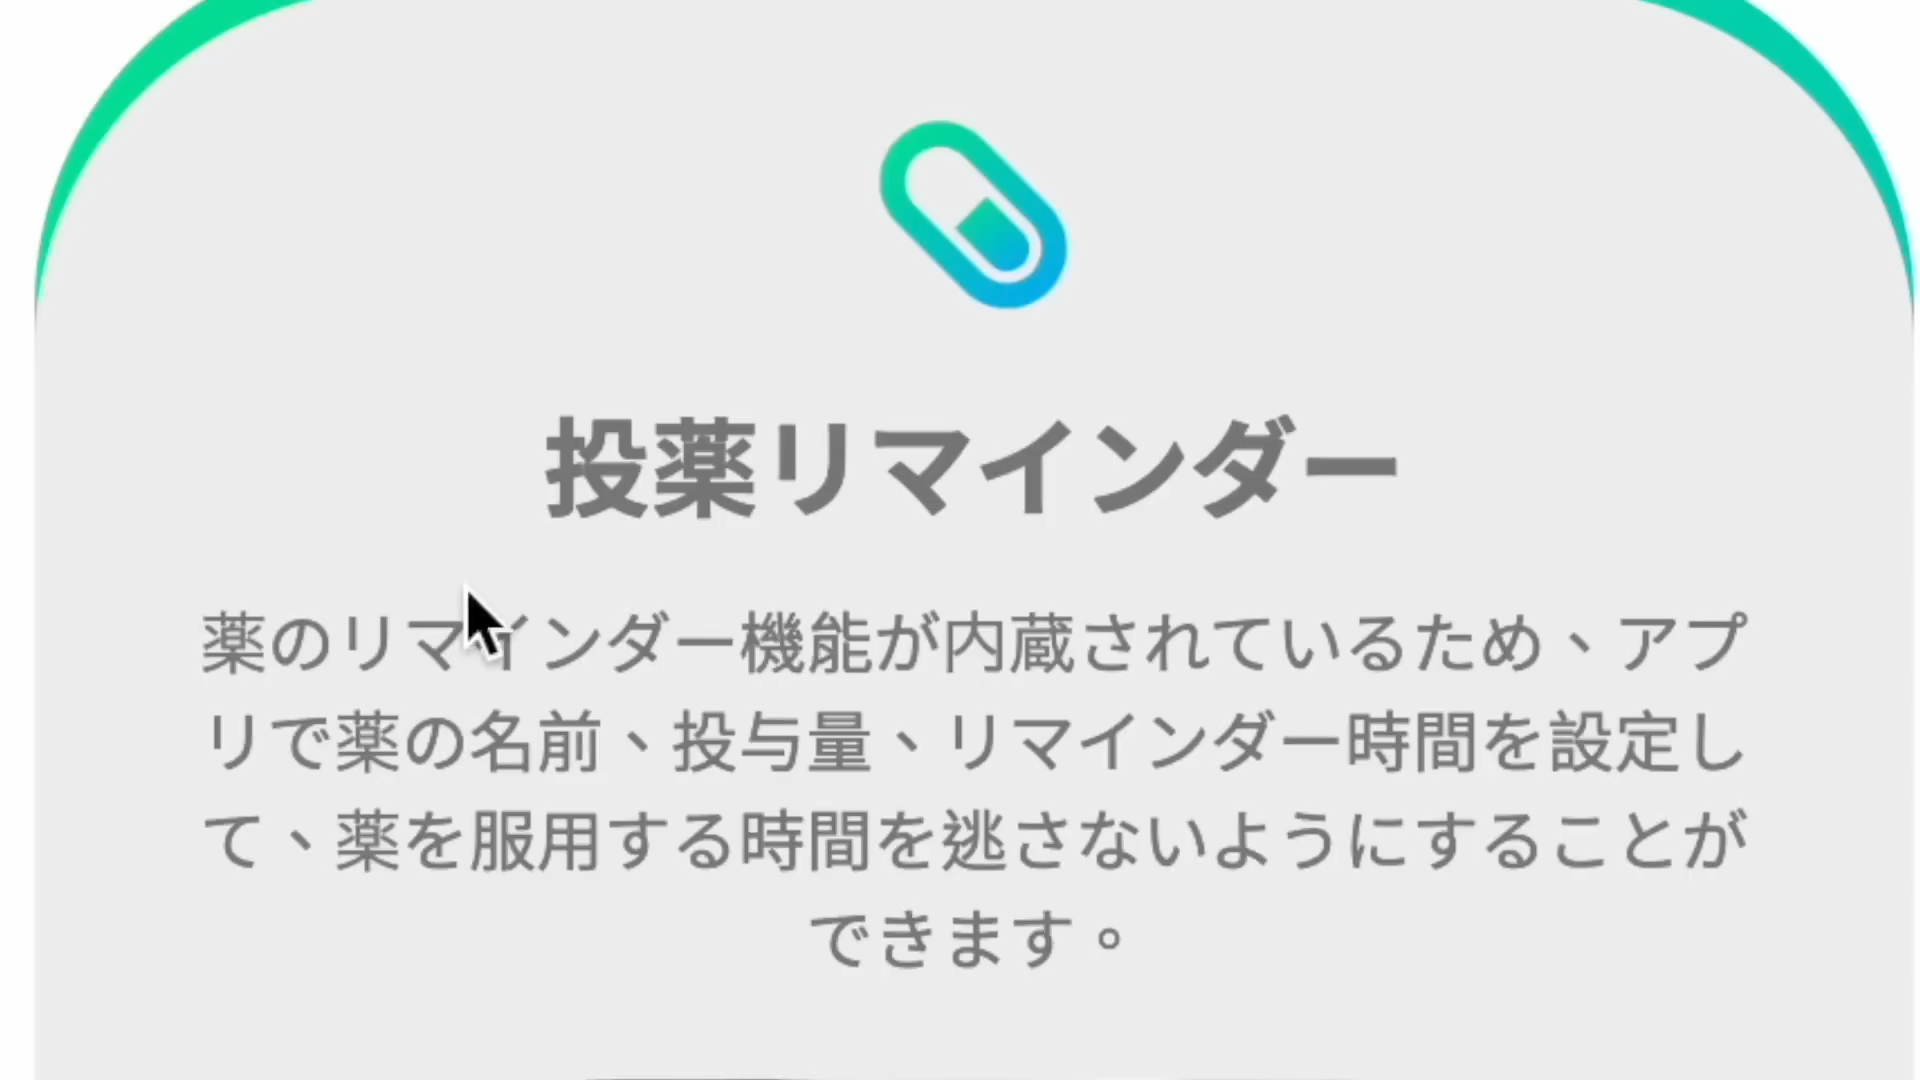 投薬リマインダー
薬のリマインダー機能が内蔵されているため、アプ
リで薬の名前、投与量、リマインダー時間を設定し
て、薬を服用する時間を逃さないようにすることが
できます。